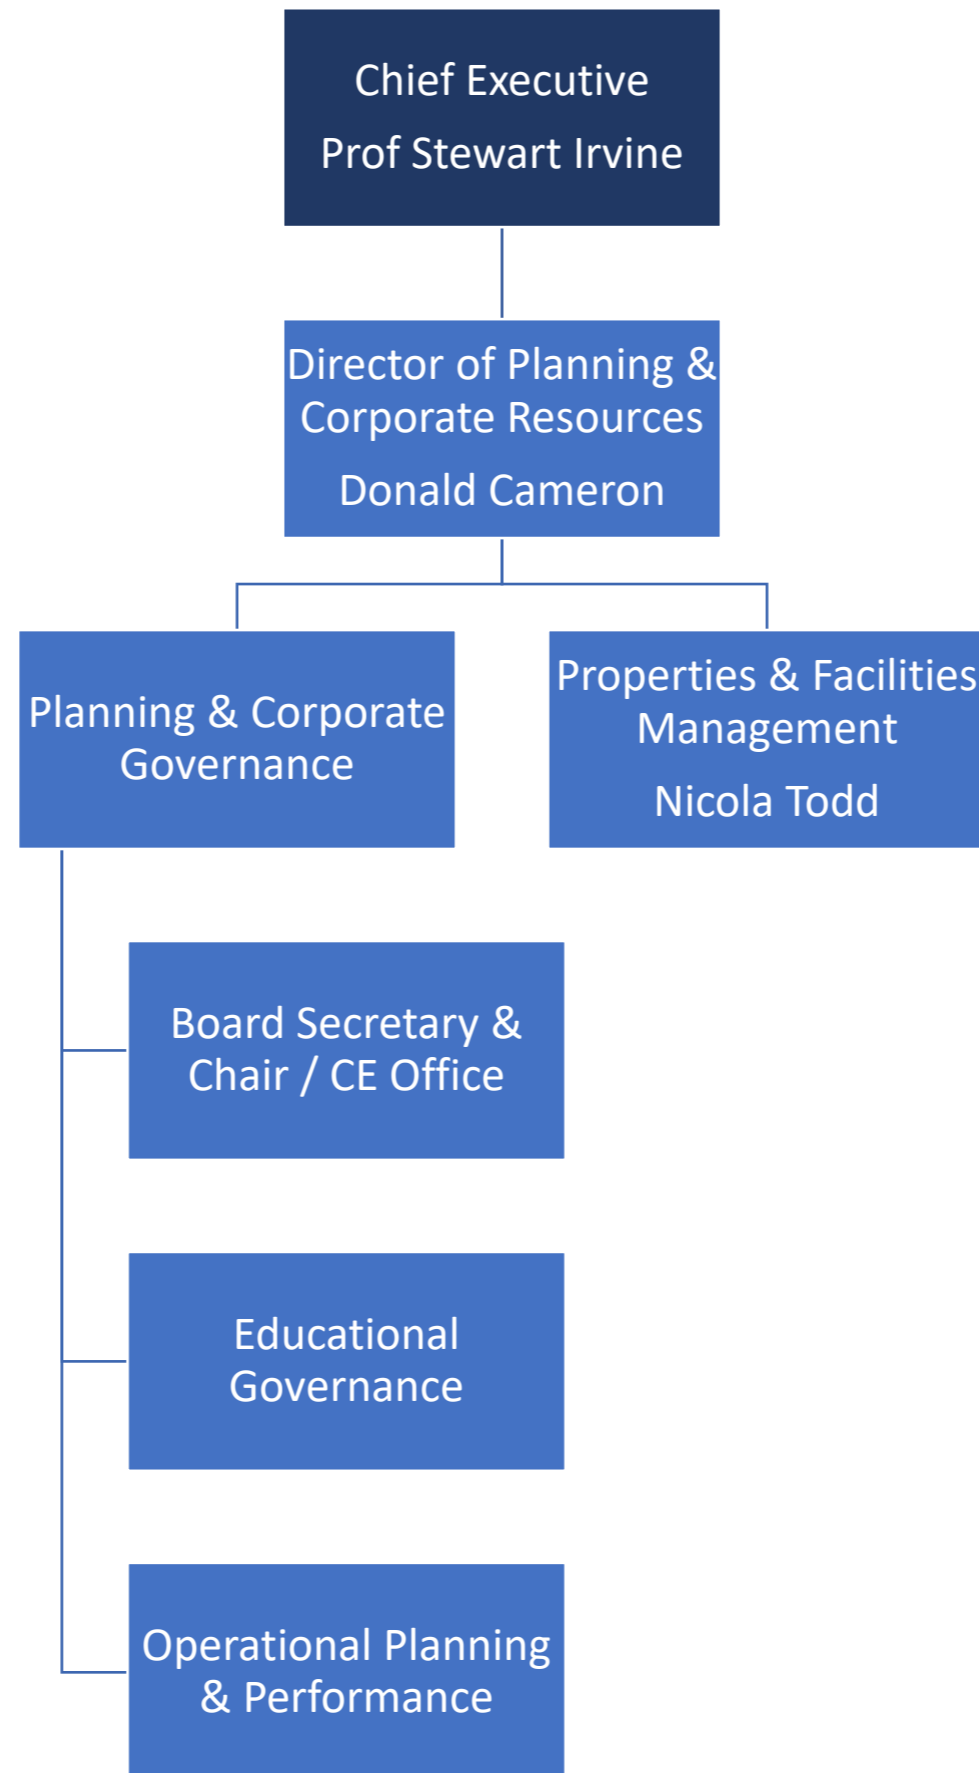 Chief Executive
Prof Stewart Irvine
Director of Planning &
Corporate Resources
Donald Cameron
Planning & Corporate
Governance
Properties & Facilities
Management
Nicola Todd
Board Secretary &
Chair / CE Office
Educational
Governance
Operational Planning
& Performance